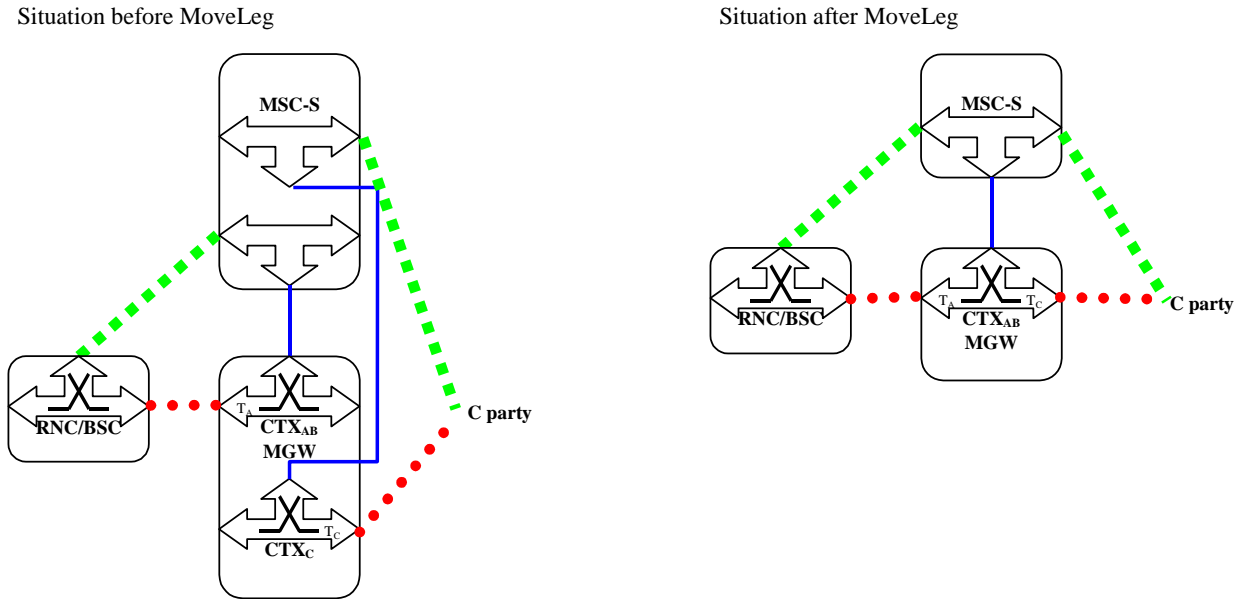 Situation before MoveLeg
MSC-S
RNC/BSC
TA
CTXAB
MGW
C party
TC
CTXC
Situation after MoveLeg
MSC-S
RNC/BSC
TA
TC
CTXAB
MGW
C party